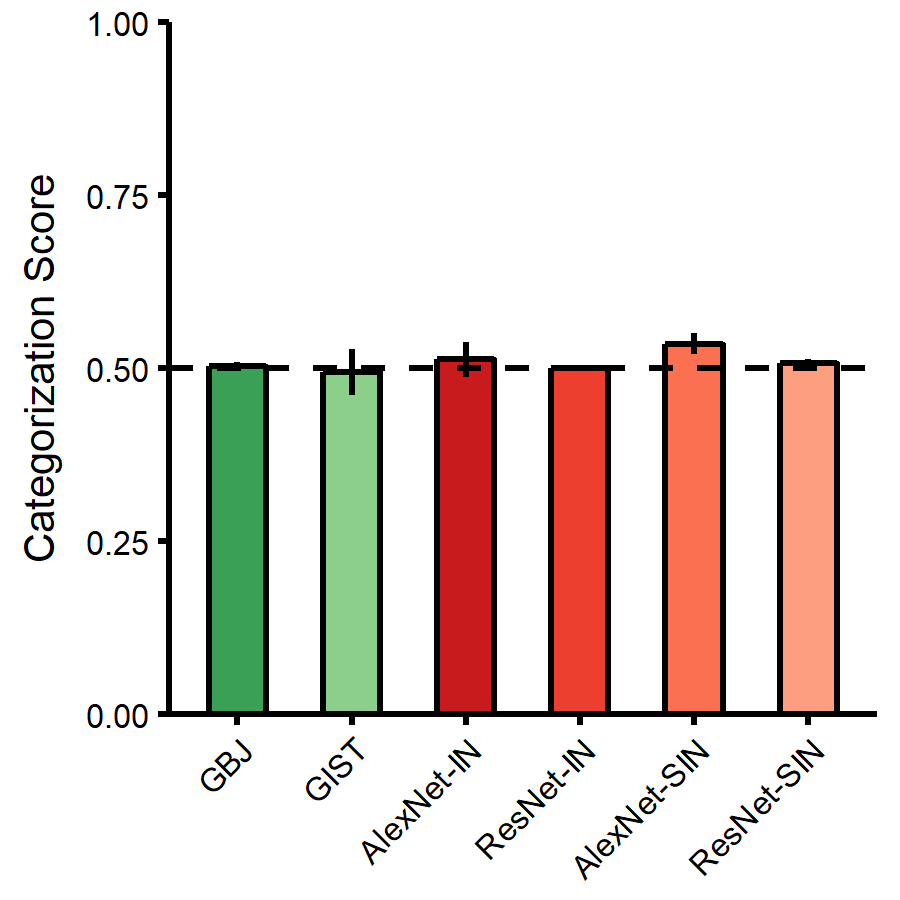 Categorization Score
1.00
0.75
0.50
0.25
0.00
GBJ
GIST
AlexNet-IN
ResNet-IN
AlexNet-SIN
ResNet-SIN